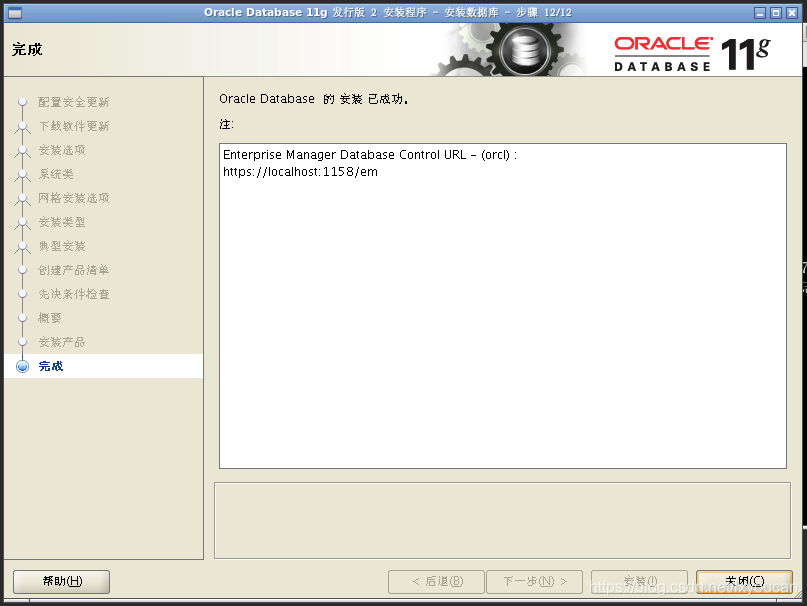 Oracle Database 11g 发行版 2 安装程序 - 安装数据库 - 步骤 12/12
完成
ORACLE
DATABASE 11g
配置安全更新
下载软件更新
安装选项
系统类
网格安装选项
安装类型
典型安装
创建产品清单
先决条件检查
概要
安装产品
完成
Oracle Database 的 安装 已成功。
注:
Enterprise Manager Database Control URL - (orcl) :
https://localhost:1158/em
帮助(H)
< 后退(B)
下一步(N) >
安装(I)
关闭(C)